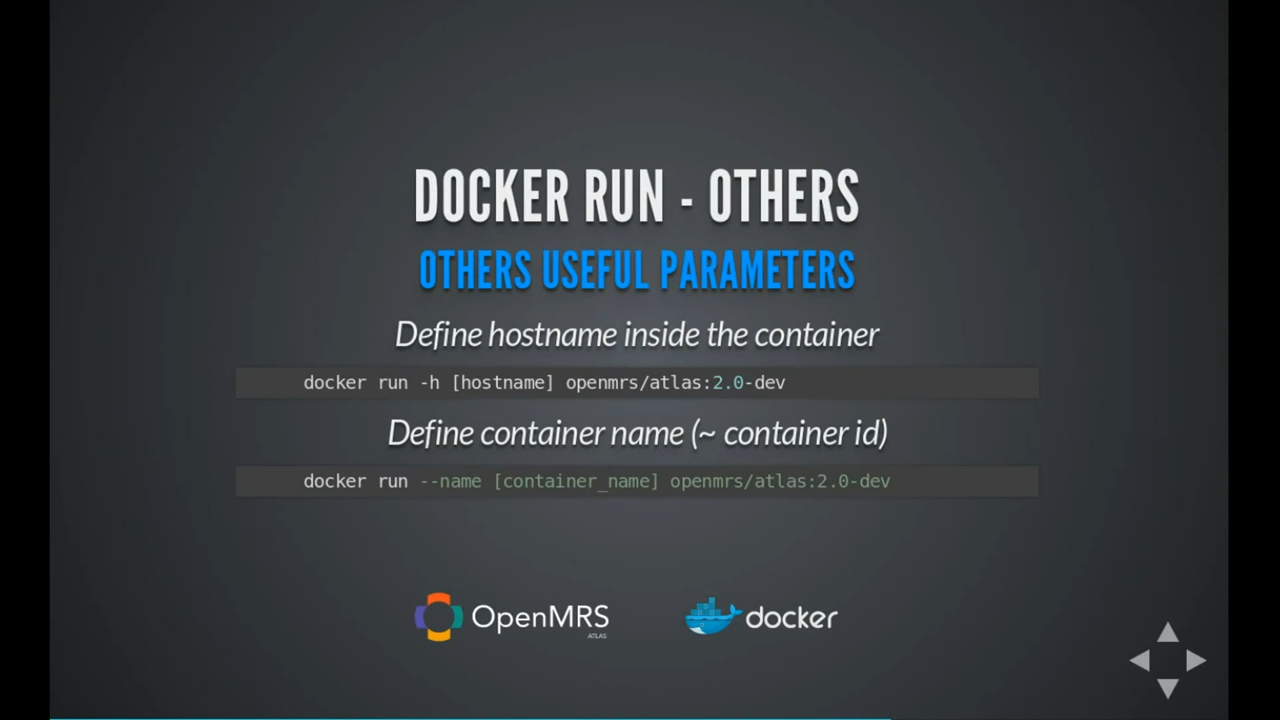 DOCKER RUN - OTHERS
OTHERS USEFUL PARAMETERS
Define hostname inside the container
docker run -h [hostname] openmrs/atlas:2.0-dev
Define container name (~ container id)
docker run --name [container_name] openmrs/atlas:2.0-dev
OpenMRS
ATLAS
docker